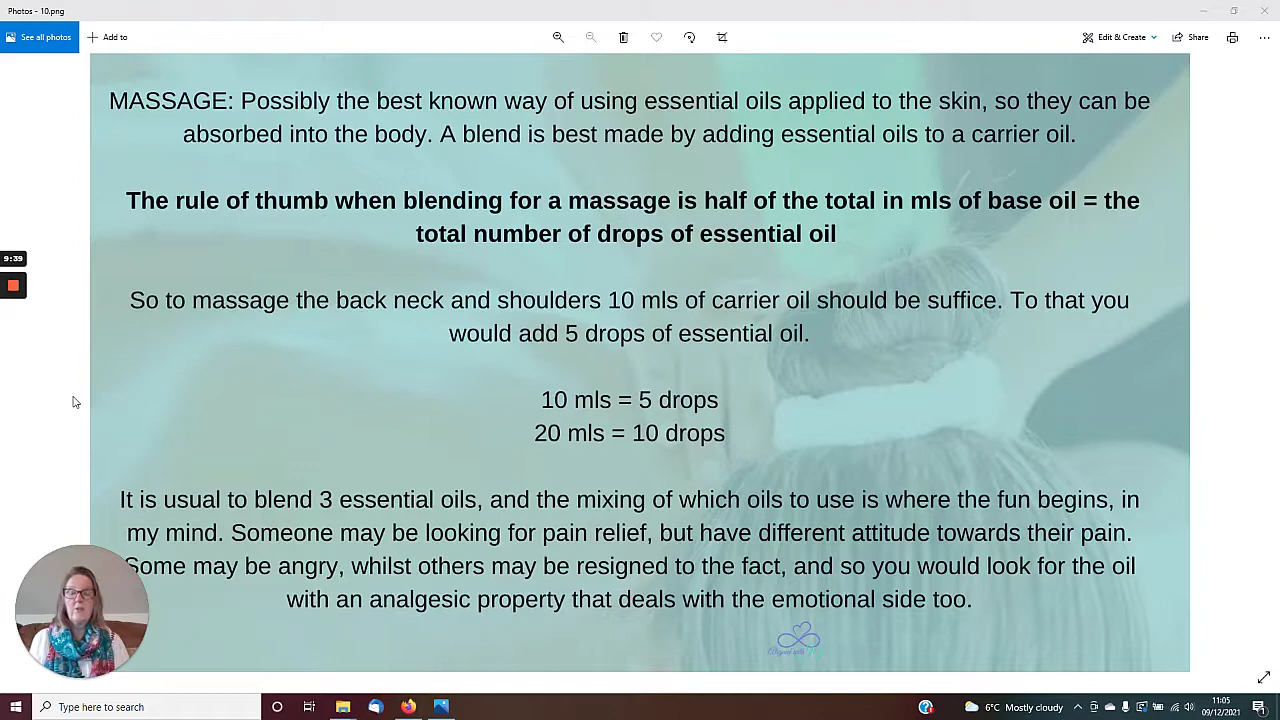 Photos - 10.png
See all photos
Add to
Edit & Create
Share
MASSAGE: Possibly the best known way of using essential oils applied to the skin, so they can be
absorbed into the body. A blend is best made by adding essential oils to a carrier oil.
The rule of thumb when blending for a massage is half of the total in mls of base oil = the
total number of drops of essential oil
9:39
So to massage the back neck and shoulders 10 mls of carrier oil should be suffice. To that you
would add 5 drops of essential oil.
10 mls = 5 drops
20 mls = 10 drops
It is usual to blend 3 essential oils, and the mixing of which oils to use is where the fun begins, in
my mind. Someone may be looking for pain relief, but have different attitude towards their pain.
Some may be angry, whilst others may be resigned to the fact, and so you would look for the oil
with an analgesic property that deals with the emotional side too.
Type here to search
6°C Mostly cloudy
11:05
09/12/2021